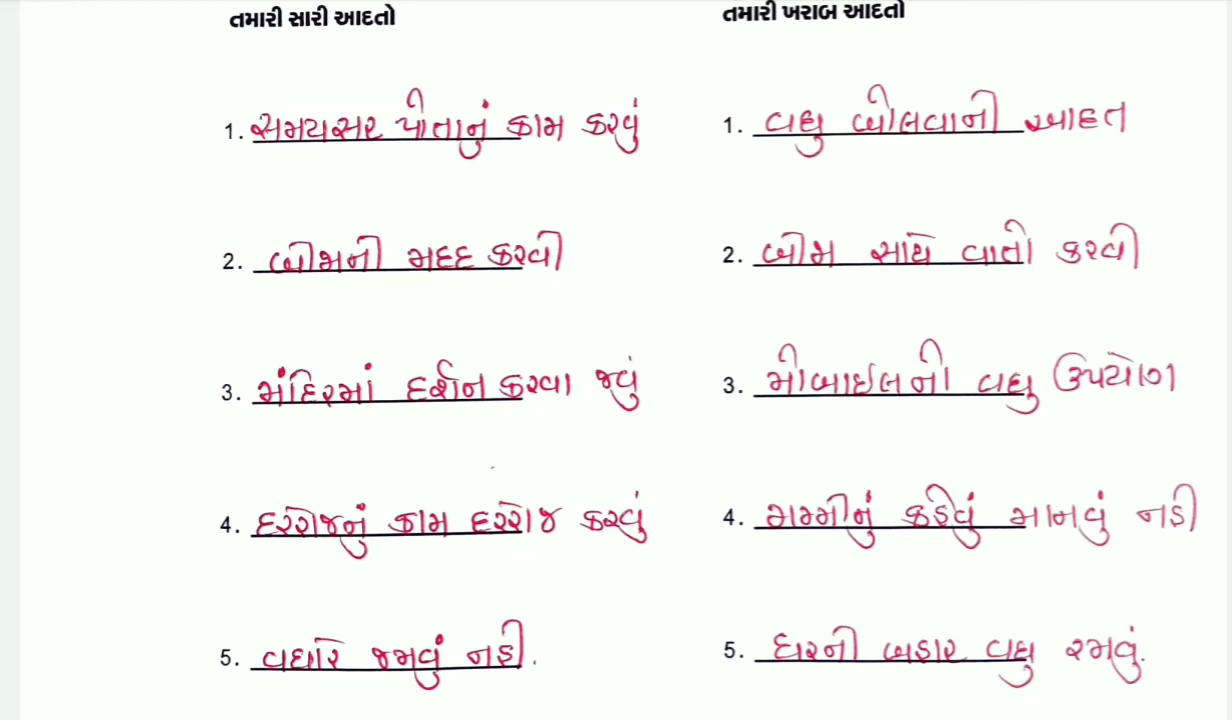 તમારી સારી આદતો
1. સમયસર પોતાનું કામ કરવું
2. બીજાની મદદ કરવી
3. મંદિરમાં દર્શન કરવા જવું
4. દરરોજનું કામ દરરોજ કરવું
5. વધારે જમવું નહી.
તમારી ખરાબ આદતો
1. વધુ બોલવાની આદત
2. બીજા સાથે વાતો કરવી
3. મોબાઈલનો વધુ ઉપયોગ
4. મમ્મીનું કહેવું માનવું નહી
5. ઘરની બહાર વધુ રમવું.